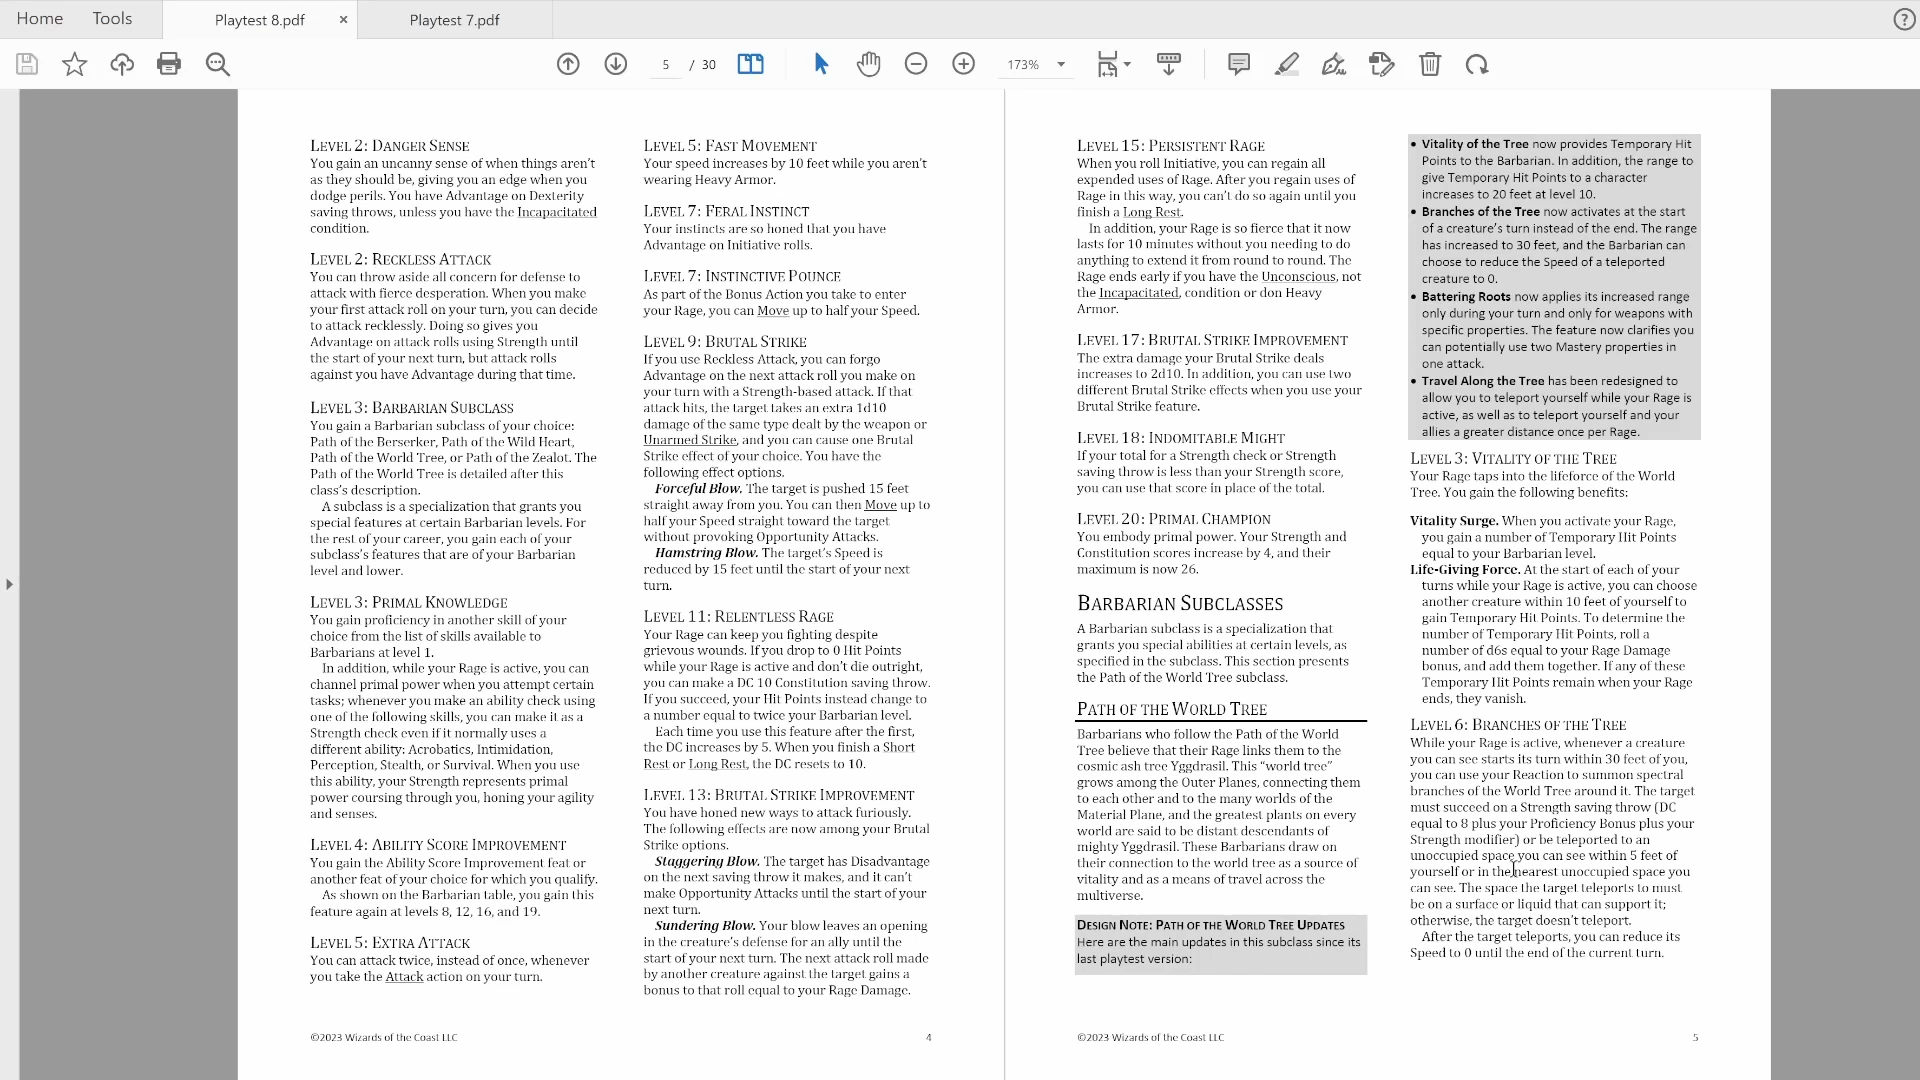 Home
Tools
Playtest 8.pdf
×
Playtest 7.pdf
5 / 30
173%
LEVEL 2: DANGER SENSE
You gain an uncanny sense of when things aren't
as they should be, giving you an edge when you
dodge perils. You have Advantage on Dexterity
saving throws, unless you have the Incapacitated
condition.
LEVEL 2: RECKLESS ATTACK
You can throw aside all concern for defense to
attack with fierce desperation. When you make
your first attack roll on your turn, you can decide
to attack recklessly. Doing so gives you
Advantage on attack rolls using Strength until
the start of your next turn, but attack rolls
against you have Advantage during that time.
LEVEL 3: BARBARIAN SUBCLASS
You gain a Barbarian subclass of your choice:
Path of the Berserker, Path of the Wild Heart,
Path of the World Tree, or Path of the Zealot. The
Path of the World Tree is detailed after this
class's description.
A subclass is a specialization that grants you
special features at certain Barbarian levels. For
the rest of your career, you gain each of your
subclass's features that are of your Barbarian
level and lower.
LEVEL 3: PRIMAL KNOWLEDGE
You gain proficiency in another skill of your
choice from the list of skills available to
Barbarians at level 1.
In addition, while your Rage is active, you can
channel primal power when you attempt certain
tasks; whenever you make an ability check using
one of the following skills, you can make it as a
Strength check even if it normally uses a
different ability: Acrobatics, Intimidation,
Perception, Stealth, or Survival. When you use
this ability, your Strength represents primal
power coursing through you, honing your agility
and senses.
LEVEL 4: ABILITY SCORE IMPROVEMENT
You gain the Ability Score Improvement feat or
another feat of your choice for which you qualify.
As shown on the Barbarian table, you gain this
feature again at levels 8, 12, 16, and 19.
LEVEL 5: EXTRA ATTACK
You can attack twice, instead of once, whenever
you take the Attack action on your turn.
LEVEL 5: FAST MOVEMENT
Your speed increases by 10 feet while you aren't
wearing Heavy Armor.
LEVEL 7: FERAL INSTINCT
Your instincts are so honed that you have
Advantage on Initiative rolls.
LEVEL 7: INSTINCTIVE POUNCE
As part of the Bonus Action you take to enter
your Rage, you can Move up to half your Speed.
LEVEL 9: BRUTAL STRIKE
If you use Reckless Attack, you can forgo
Advantage on the next attack roll you make on
your turn with a Strength-based attack. If that
attack hits, the target takes an extra 1d10
damage of the same type dealt by the weapon or
Unarmed Strike, and you can cause one Brutal
Strike effect of your choice. You have the
following effect options.
Forceful Blow. The target is pushed 15 feet
straight away from you. You can then Move up to
half your Speed straight toward the target
without provoking Opportunity Attacks.
Hamstring Blow. The target's Speed is
reduced by 15 feet until the start of your next
turn.
LEVEL 11: RELENTLESS RAGE
Your Rage can keep you fighting despite
grievous wounds. If you drop to 0 Hit Points
while your Rage is active and don't die outright,
you can make a DC 10 Constitution saving throw.
If you succeed, your Hit Points instead change to
a number equal to twice your Barbarian level.
Each time you use this feature after the first,
the DC increases by 5. When you finish a Short
Rest or Long Rest, the DC resets to 10.
LEVEL 13: BRUTAL STRIKE IMPROVEMENT
You have honed new ways to attack furiously.
The following effects are now among your Brutal
Strike options.
Staggering Blow. The target has Disadvantage
on the next saving throw it makes, and it can't
make Opportunity Attacks until the start of your
next turn.
Sundering Blow. Your blow leaves an opening
in the creature's defense for an ally until the
start of your next turn. The next attack roll made
by another creature against the target gains a
bonus to that roll equal to your Rage Damage.
©2023 Wizards of the Coast LLC
4
LEVEL 15: PERSISTENT RAGE
When you roll Initiative, you can regain all
expended uses of Rage. After you regain uses of
Rage in this way, you can't do so again until you
finish a Long Rest.
In addition, your Rage is so fierce that it now
lasts for 10 minutes without you needing to do
anything to extend it from round to round. The
Rage ends early if you have the Unconscious, not
the Incapacitated, condition or don Heavy
Armor.
LEVEL 17: BRUTAL STRIKE IMPROVEMENT
The extra damage your Brutal Strike deals
increases to 2d10. In addition, you can use two
different Brutal Strike effects when you use your
Brutal Strike feature.
LEVEL 18: INDOMITABLE MIGHT
If your total for a Strength check or Strength
saving throw is less than your Strength score,
you can use that score in place of the total.
LEVEL 20: PRIMAL CHAMPION
You embody primal power. Your Strength and
Constitution scores increase by 4, and their
maximum is now 26.
BARBARIAN SUBCLASSES
A Barbarian subclass is a specialization that
grants you special abilities at certain levels, as
specified in the subclass. This section presents
the Path of the World Tree subclass.
PATH OF THE WORLD TREE
Barbarians who follow the Path of the World
Tree believe that their Rage links them to the
cosmic ash tree Yggdrasil. This “world tree”
grows among the Outer Planes, connecting them
to each other and to the many worlds of the
Material Plane, and the greatest plants on every
world are said to be distant descendants of
mighty Yggdrasil. These Barbarians draw on
their connection to the world tree as a source of
vitality and as a means of travel across the
multiverse.
DESIGN NOTE: PATH OF THE WORLD TREE UPDATES
Here are the main updates in this subclass since its
last playtest version:
• Vitality of the Tree now provides Temporary Hit
Points to the Barbarian. In addition, the range to
give Temporary Hit Points to a character
increases to 20 feet at level 10.
• Branches of the Tree now activates at the start
of a creature's turn instead of the end. The range
has increased to 30 feet, and the Barbarian can
choose to reduce the Speed of a teleported
creature to 0.
• Battering Roots now applies its increased range
only during your turn and only for weapons with
specific properties. The feature now clarifies you
can potentially use two Mastery properties in
one attack.
• Travel Along the Tree has been redesigned to
allow you to teleport yourself while your Rage is
active, as well as to teleport yourself and your
allies a greater distance once per Rage.
LEVEL 3: VITALITY OF THE TREE
Your Rage taps into the lifeforce of the World
Tree. You gain the following benefits:
Vitality Surge. When you activate your Rage,
you gain a number of Temporary Hit Points
equal to your Barbarian level.
Life-Giving Force. At the start of each of your
turns while your Rage is active, you can choose
another creature within 10 feet of yourself to
gain Temporary Hit Points. To determine the
number of Temporary Hit Points, roll a
number of d6s equal to your Rage Damage
bonus, and add them together. If any of these
Temporary Hit Points remain when your Rage
ends, they vanish.
LEVEL 6: BRANCHES OF THE TREE
While your Rage is active, whenever a creature
you can see starts its turn within 30 feet of you,
you can use your Reaction to summon spectral
branches of the World Tree around it. The target
must succeed on a Strength saving throw (DC
equal to 8 plus your Proficiency Bonus plus your
Strength modifier) or be teleported to an
unoccupied space you can see within 5 feet of
yourself or in the nearest unoccupied space you
can see. The space the target teleports to must
be on a surface or liquid that can support it;
otherwise, the target doesn't teleport.
After the target teleports, you can reduce its
Speed to 0 until the end of the current turn.
©2023 Wizards of the Coast LLC
5